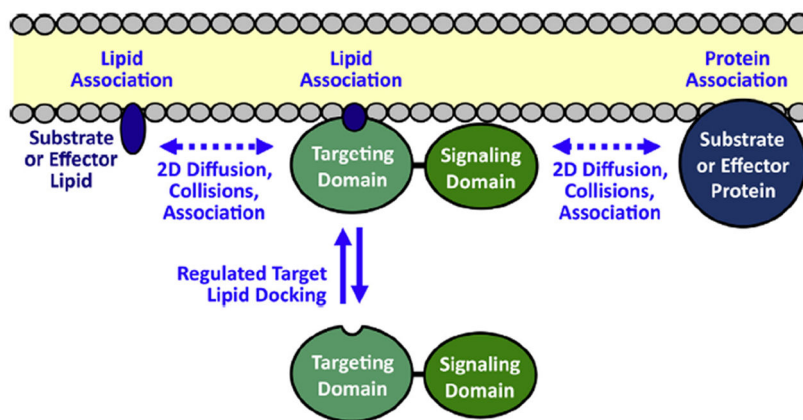 Lipid
Association
Lipid
Association
Protein
Association
Substrate
or Effector
Lipid
2D Diffusion,
Collisions,
Association
Targeting
Domain
Signaling
Domain
2D Diffusion,
Collisions,
Association
Substrate
or Effector
Protein
Regulated Target
Lipid Docking
Targeting
Domain
Signaling
Domain